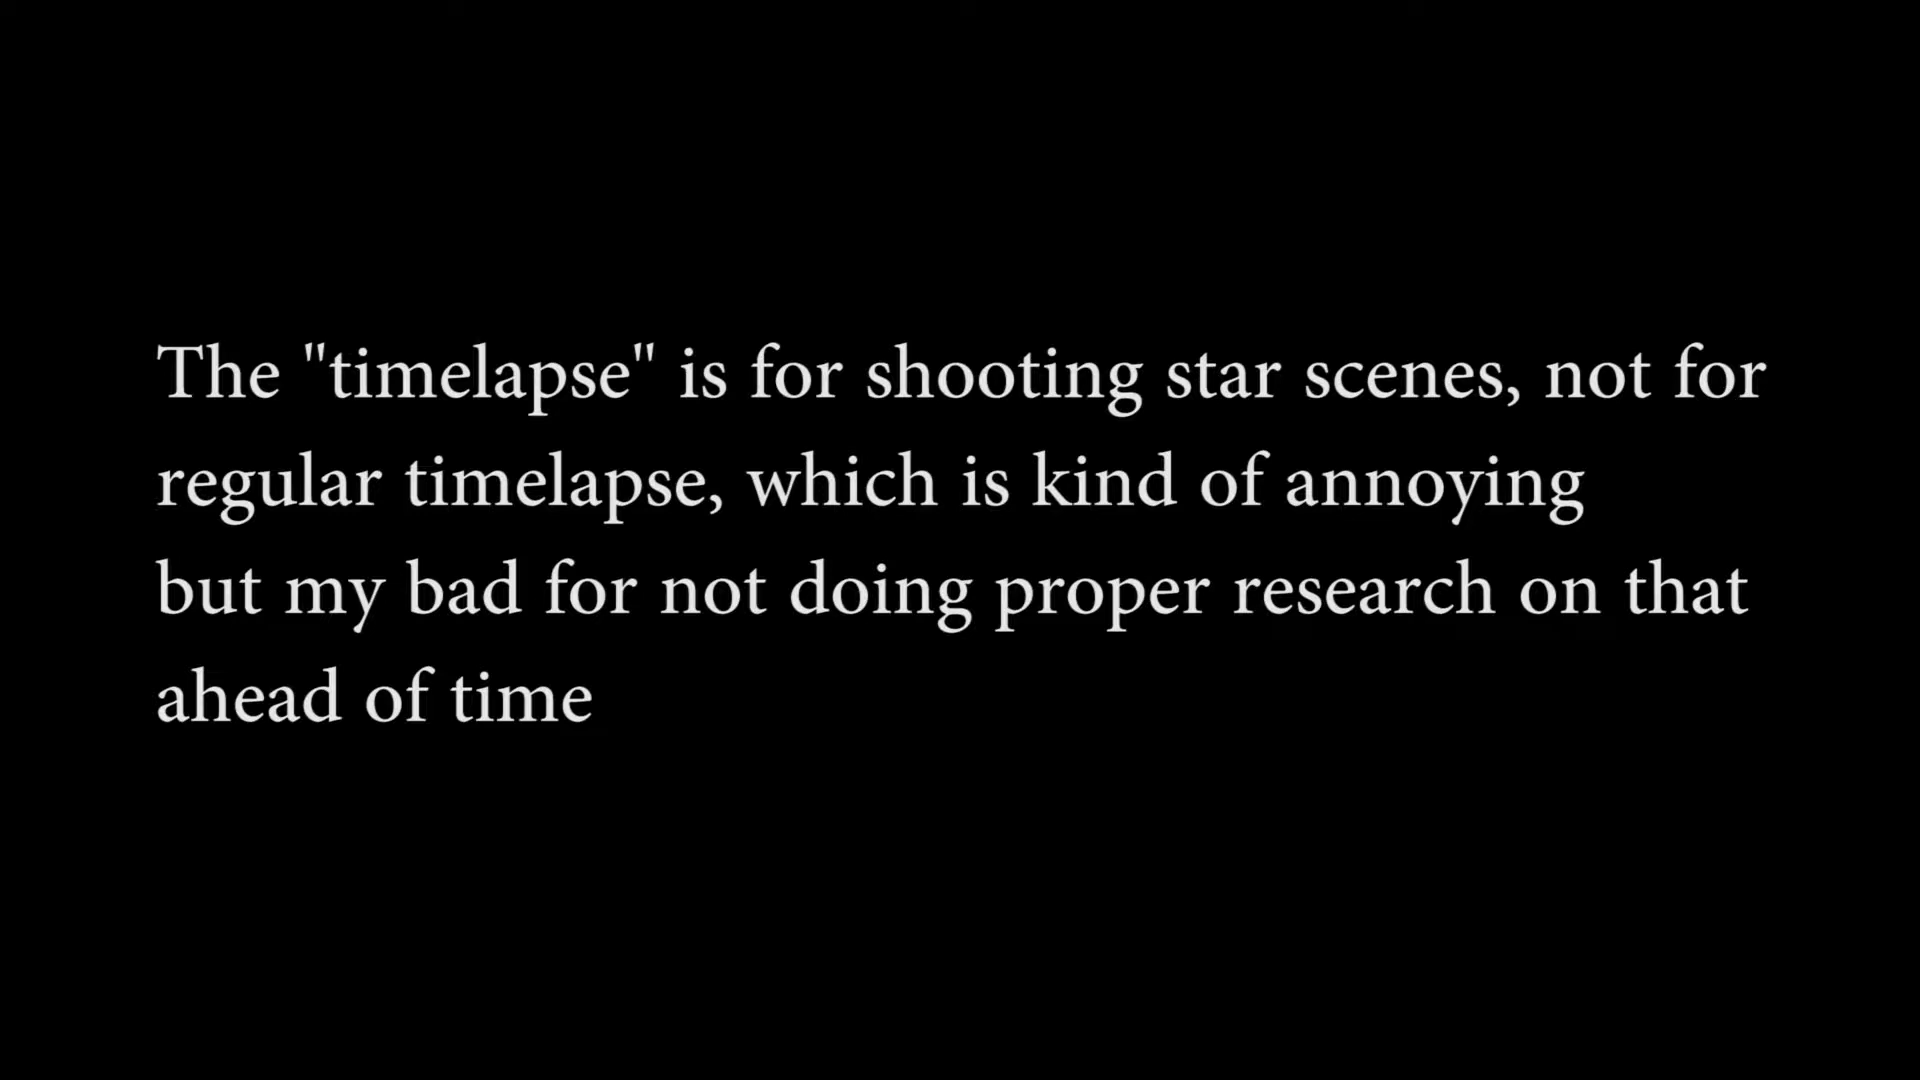 The "timelapse" is for shooting star scenes, not for
regular timelapse, which is kind of annoying
but my bad for not doing proper research on that
ahead of time